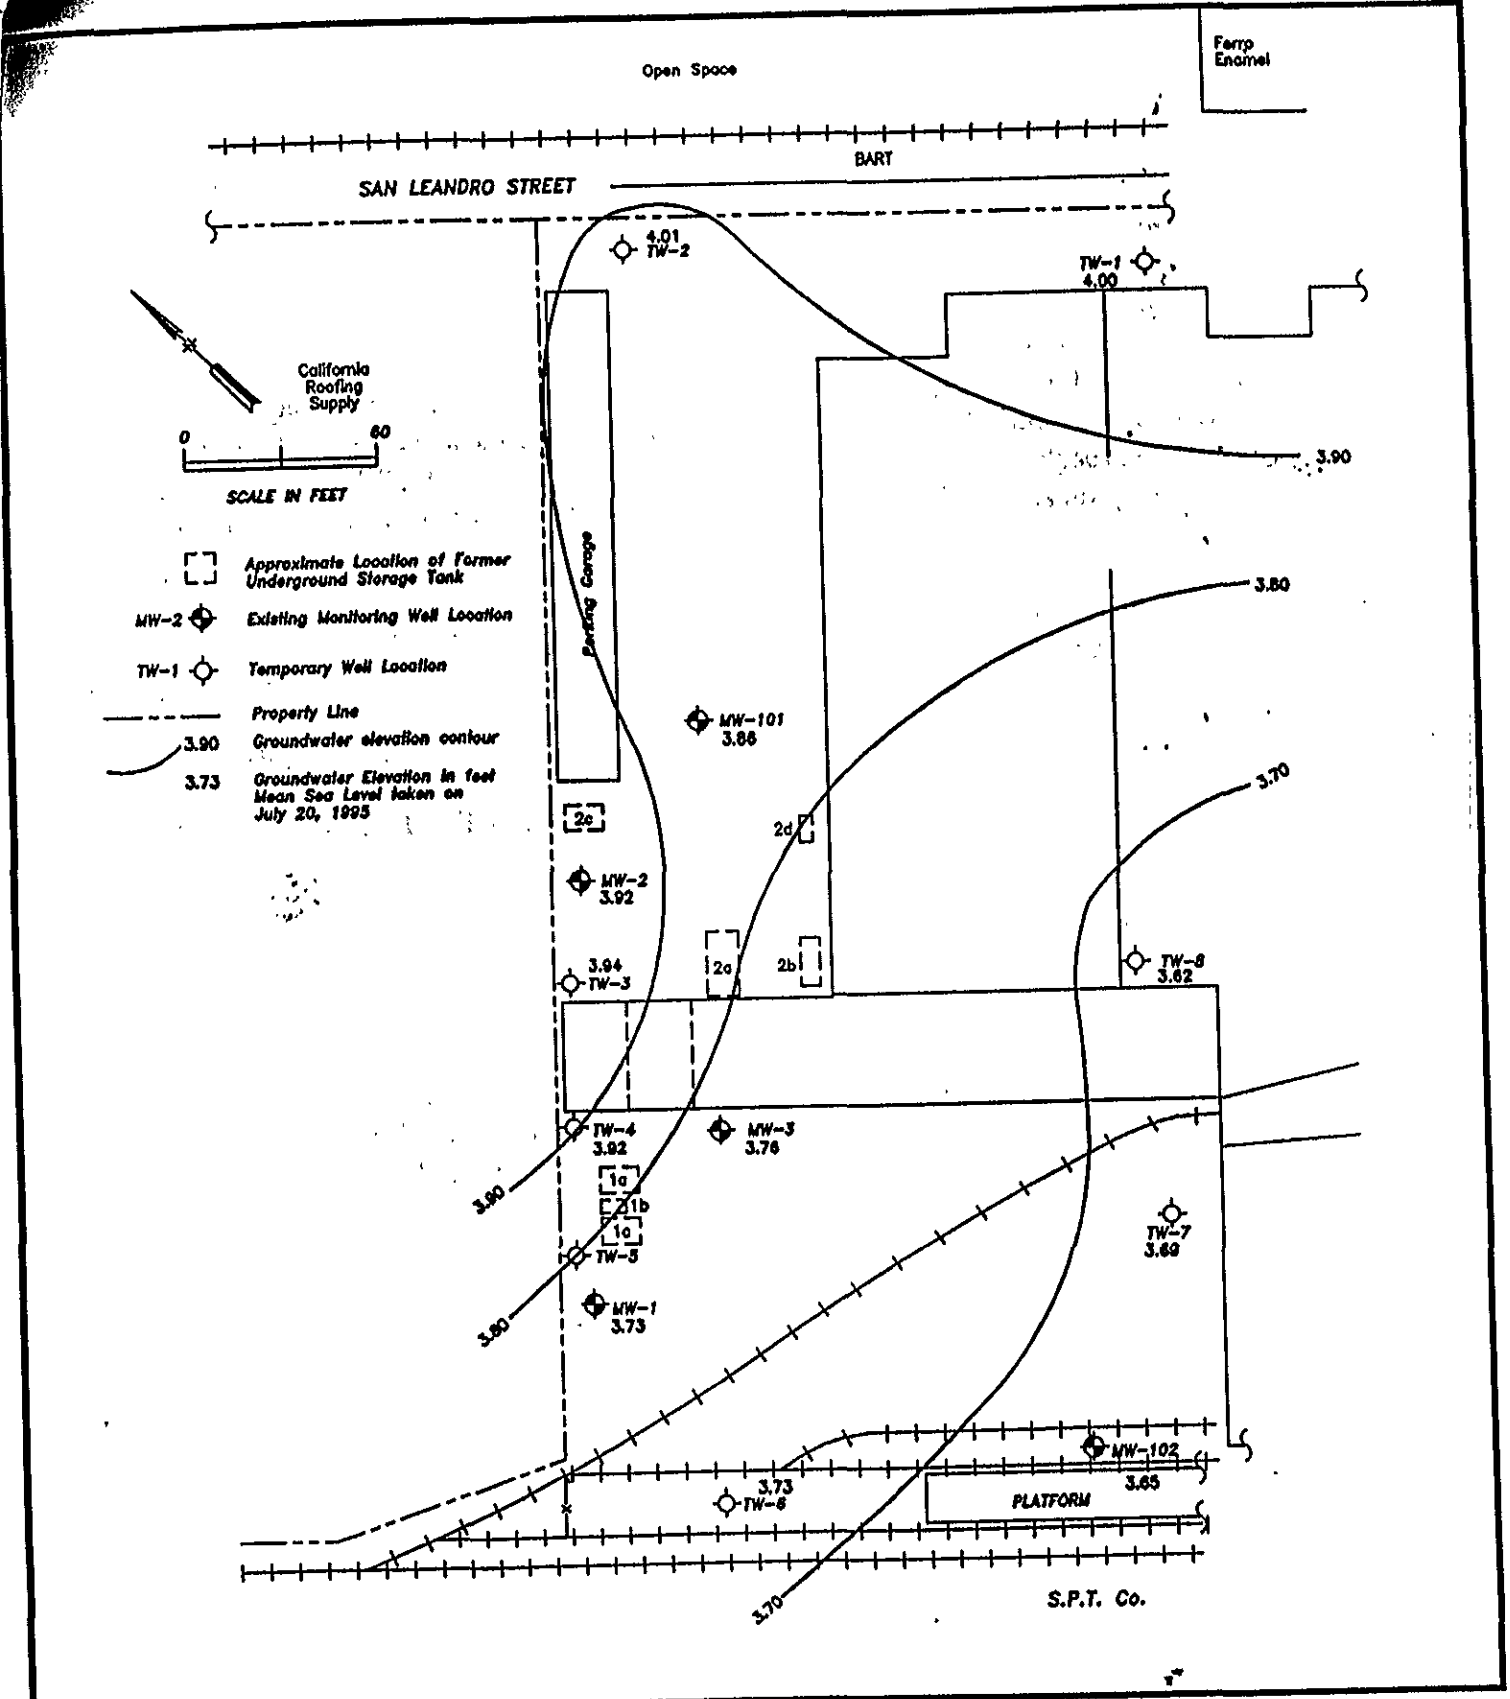 Ferro
Enamel
Open Space
BART
SAN LEANDRO STREET
4.01
TW-2
TW-1
4.00
California
Roofing
Supply
0 60
SCALE IN FEET
3.90
Approximate Location of Former
Underground Storage Tank
MW-2 Existing Monitoring Well Location
TW-1 Temporary Well Location
Property Line
3.90 Groundwater elevation contour
3.73 Groundwater Elevation in feet
Mean Sea Level taken on
July 20, 1995
Parking Garage
3.80
MW-101
3.86
3.70
2c
2d
MW-2
3.92
2a
2b
3.94
TW-3
TW-8
3.62
TW-4
3.92
MW-3
3.76
3.90
1a
1b
1a
TW-5
TW-7
3.69
MW-1
3.73
3.80
MW-102
3.65
3.73
TW-6
PLATFORM
3.70
S.P.T. Co.